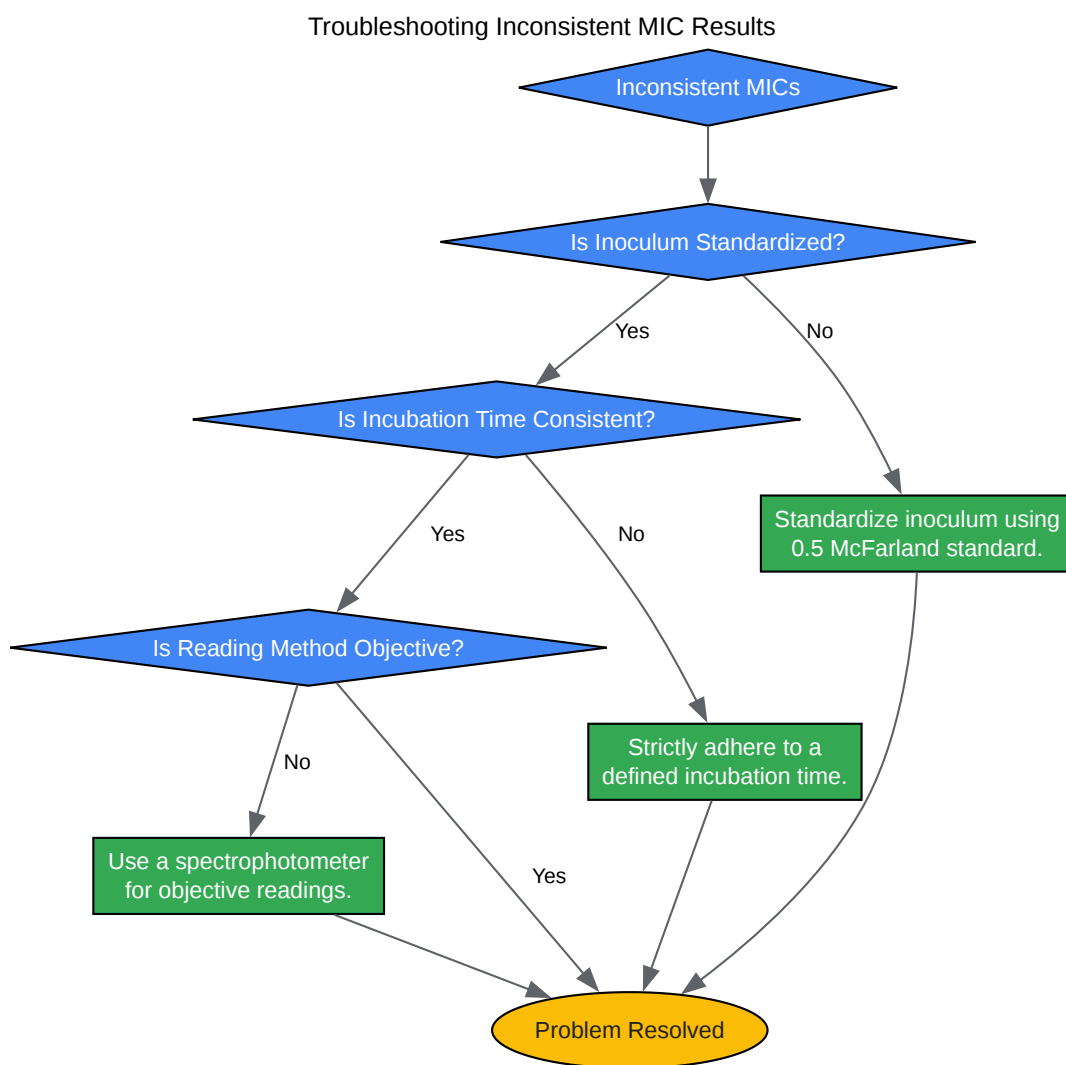 Troubleshooting Inconsistent MIC Results
Inconsistent MICs
Is Inoculum Standardized?
Yes
No
Is Incubation Time Consistent?
Standardize inoculum using
0.5 McFarland standard.
Yes
No
Is Reading Method Objective?
Strictly adhere to a
defined incubation time.
No
Use a spectrophotometer
for objective readings.
Yes
Problem Resolved